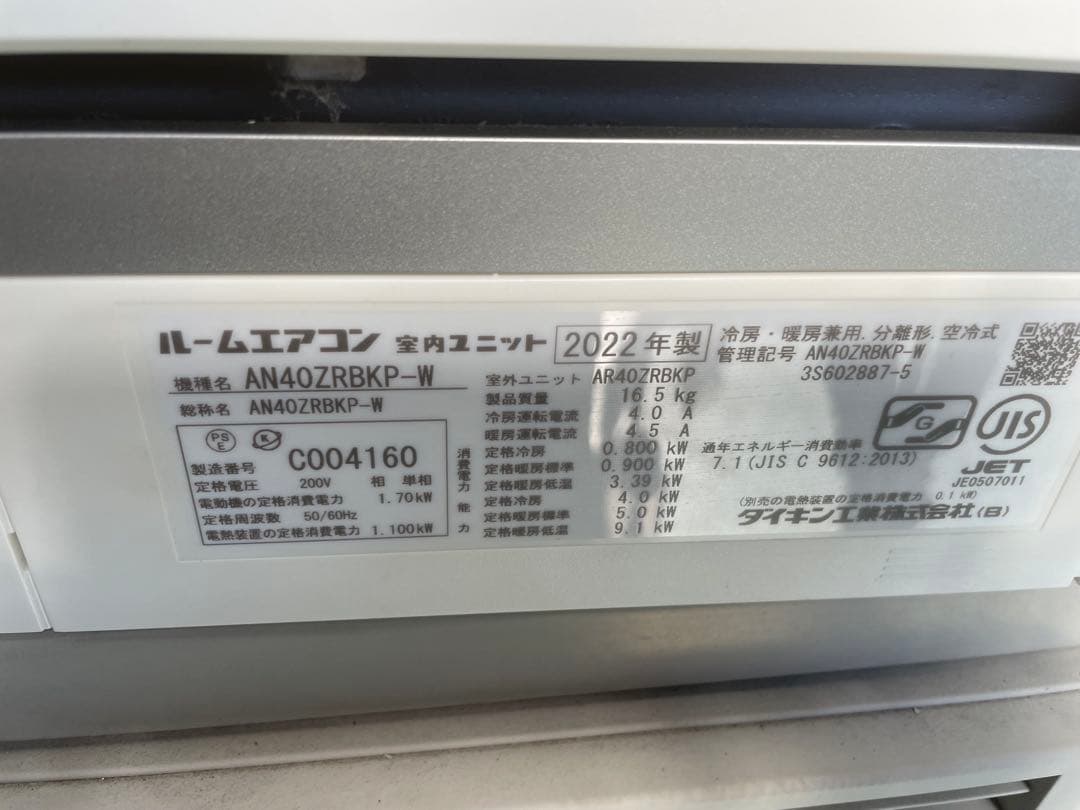 ルームエアコン 室内ユニット 2022年製
機種名 AN40ZRBKP-W
総称名 AN40ZRBKP-W
PS
E
製造番号 C004160
定格電圧 200V 相 単相
電動機の定格消費電力 1.70kW
定格周波数 50/60Hz
電熱装置の定格消費電力 1.100kW
室外ユニット AR40ZRBKP
製品質量 16.5 kg
冷房運転電流 4.0 A
暖房運転電流 4.5 A
消費電力
定格冷房 0.800 kW
定格暖房標準 0.900 kW
定格暖房低温 3.39 kW
能力
定格冷房 4.0 kW
定格暖房標準 5.0 kW
定格暖房低温 9.1 kW
冷房・暖房兼用.分離形.空冷式
管理記号 AN40ZRBKP-W
3S602887-5
G
JIS
通年エネルギー消費効率
7.1(JIS C 9612:2013)
JET
JE0507011
(別売の電熱装置の定格消費電力 0.1 kW)
ダイキン工業株式会社(日)